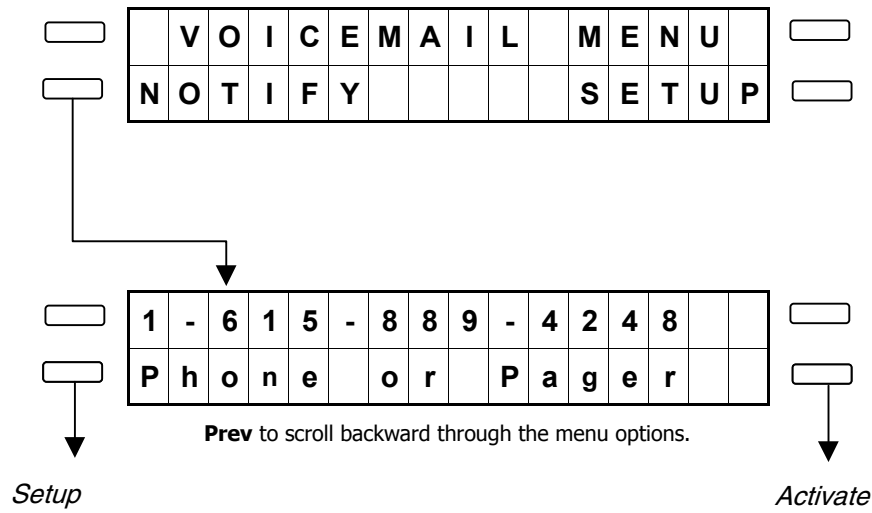 VOICEMAIL MENU
NOTIFY SETUP
1-615-889-4248
Phone or Pager
Prev to scroll backward through the menu options.
Setup
Activate